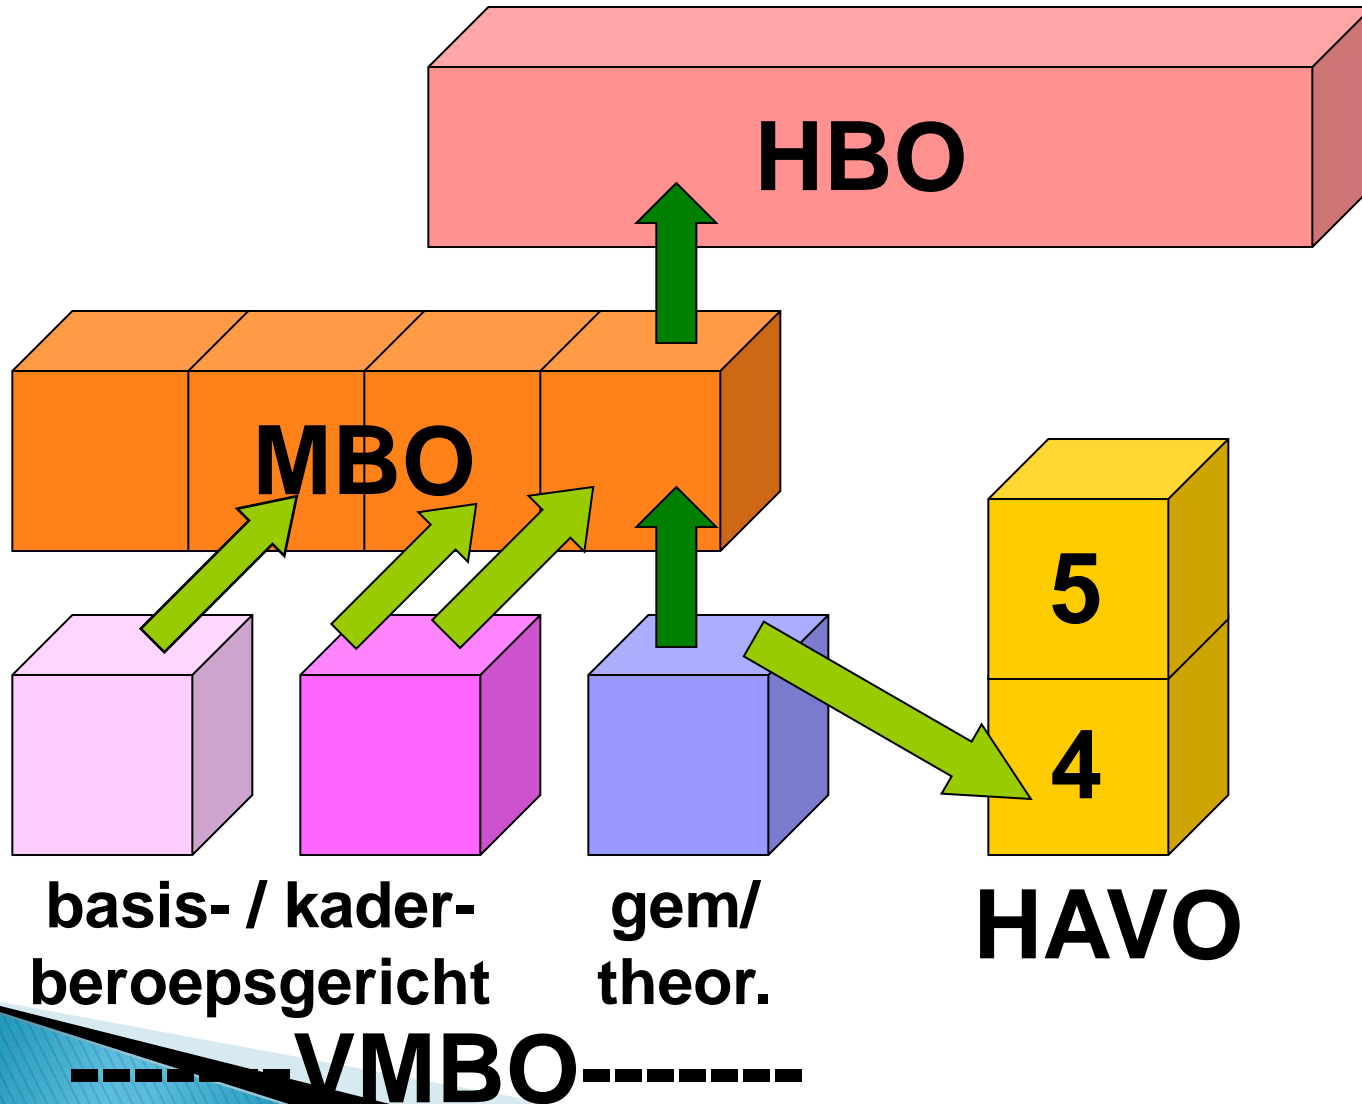 HBO
MBO
5
4
basis- / kader-
beroepsgericht
gem/
theor.
HAVO
-------VMBO-------